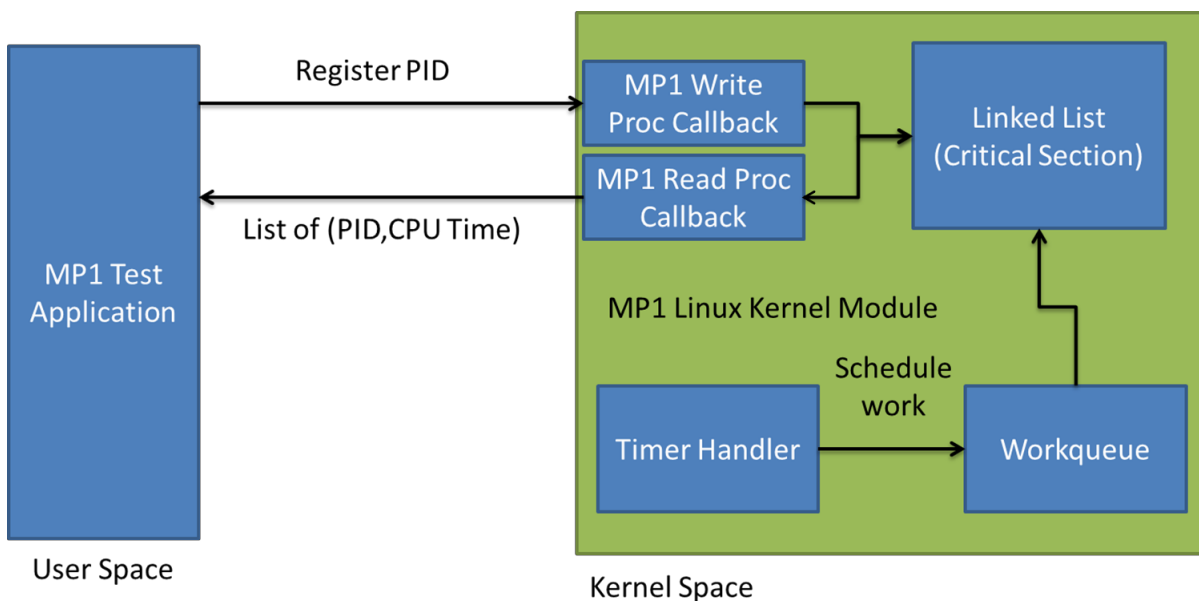 Register PID
MP1 Write
Proc Callback
Linked List
(Critical Section)
MP1 Read Proc
Callback
List of (PID,CPU Time)
MP1 Test
Application
MP1 Linux Kernel Module
Schedule
work
Timer Handler
Workqueue
User Space
Kernel Space